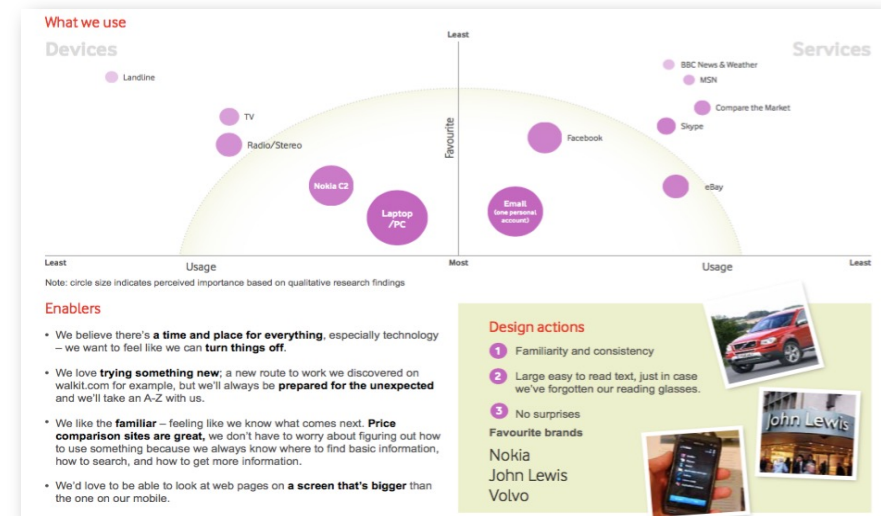 What we use
Devices
Services
Least
Favourite
Landline
TV
Radio/Stereo
Nokia C2
Laptop
/PC
Email
(one personal
account)
Facebook
BBC News & Weather
MSN
Compare the Market
Skype
eBay
Least
Usage
Most
Usage
Least
Note: circle size indicates perceived importance based on qualitative research findings
Enablers
• We believe there's a time and place for everything, especially technology
– we want to feel like we can turn things off.
• We love trying something new; a new route to work we discovered on
walkit.com for example, but we'll always be prepared for the unexpected
and we'll take an A-Z with us.
• We like the familiar – feeling like we know what comes next. Price
comparison sites are great, we don't have to worry about figuring out how
to use something because we always know where to find basic information,
how to search, and how to get more information.
• We'd love to be able to look at web pages on a screen that's bigger than
the one on our mobile.
Design actions
1 Familiarity and consistency
2 Large easy to read text, just in case
we've forgotten our reading glasses.
3 No surprises
Favourite brands
Nokia
John Lewis
Volvo
John Lewis